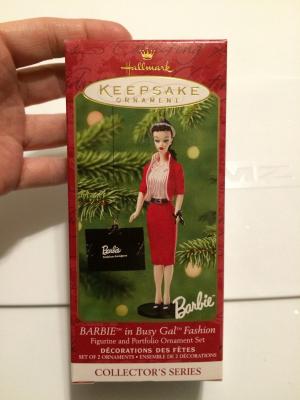 Hallmark
KEEPSAKE
ORNAMENT
Barbie
Barbie
BARBIE™ in Busy Gal™ Fashion
Figurine and Portfolio Ornament Set
DÉCORATIONS DES FÊTES
SET OF 2 ORNAMENTS • ENSEMBLE DE 2 DÉCORATIONS
COLLECTOR'S SERIES